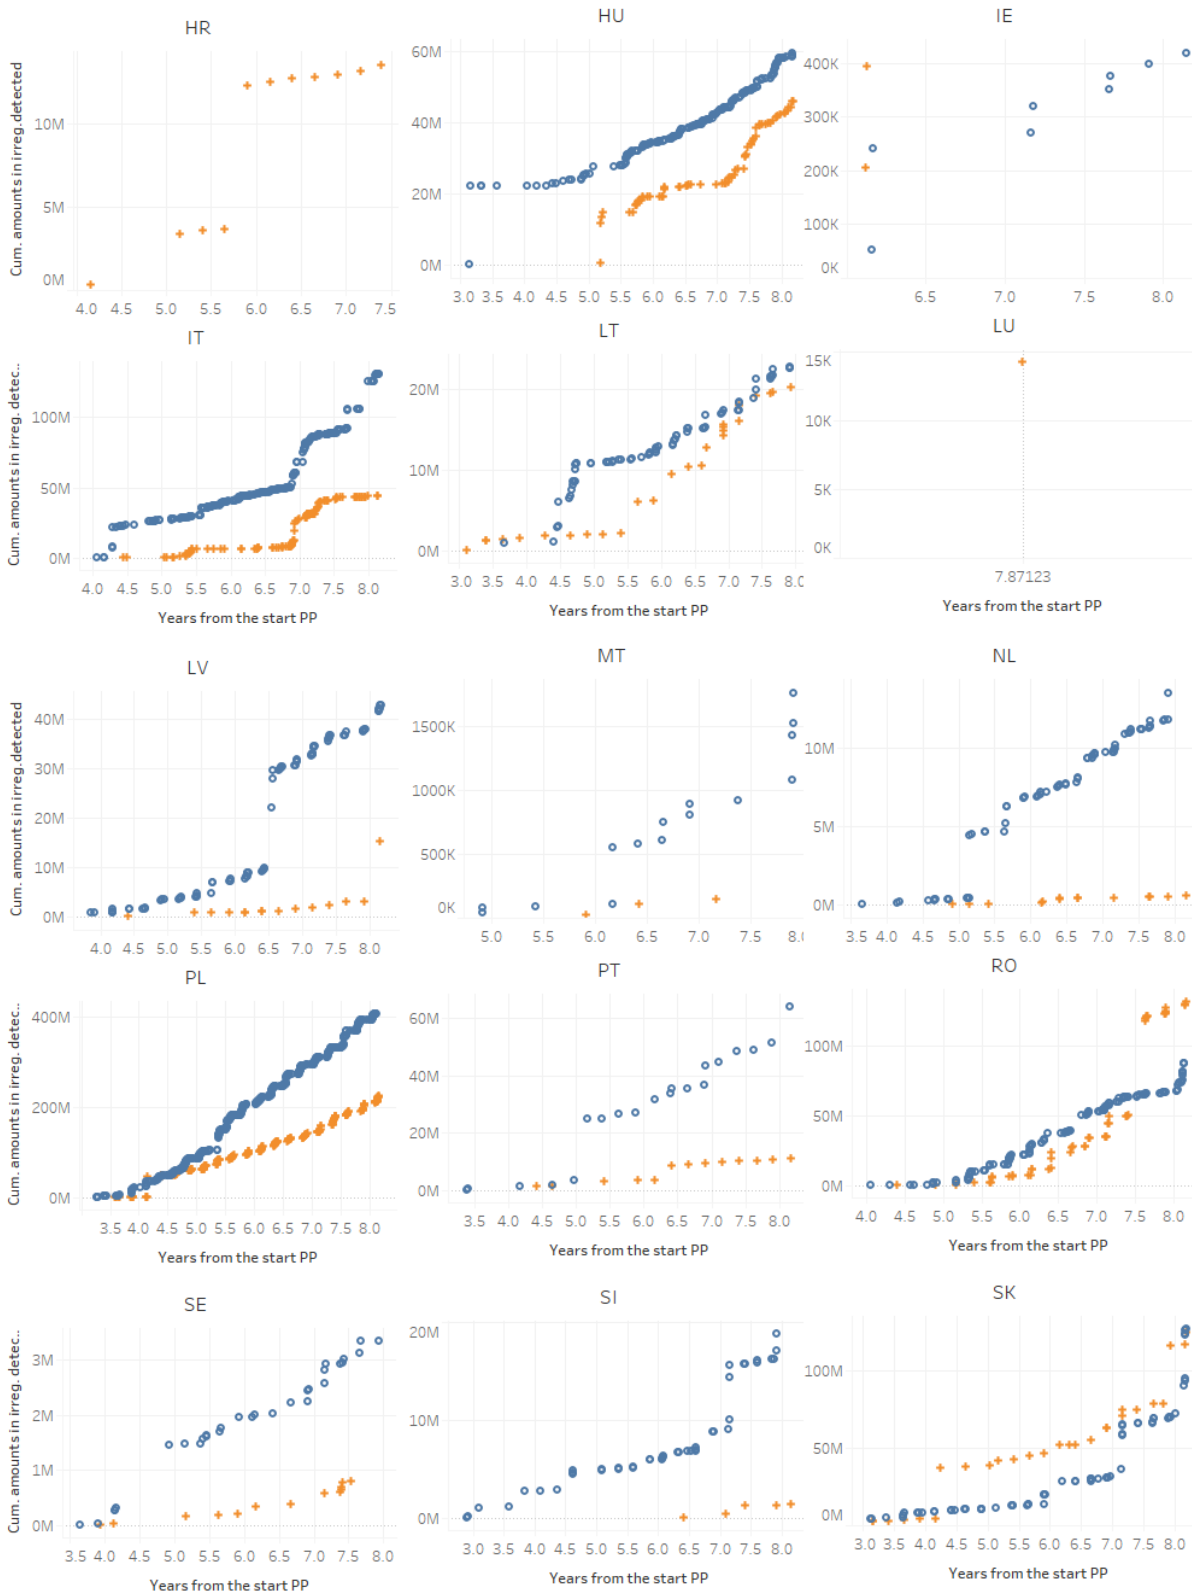 HR
HU
IE
Cum. amounts in irreg.detected
10M
5M
0M
4.0 4.5 5.0 5.5 6.0 6.5 7.0 7.5
60M
40M
20M
0M
3.0 3.5 4.0 4.5 5.0 5.5 6.0 6.5 7.0 7.5 8.0
400K
300K
200K
100K
0K
6.5 7.0 7.5 8.0
IT
LT
LU
Cum. amounts in irreg. detec..
100M
50M
0M
4.0 4.5 5.0 5.5 6.0 6.5 7.0 7.5 8.0
Years from the start PP
20M
10M
0M
3.0 3.5 4.0 4.5 5.0 5.5 6.0 6.5 7.0 7.5 8.0
Years from the start PP
15K
10K
5K
0K
7.87123
Years from the start PP
LV
MT
NL
Cum. amounts in irreg.detected
40M
30M
20M
10M
0M
4.0 4.5 5.0 5.5 6.0 6.5 7.0 7.5 8.0
1500K
1000K
500K
0K
5.0 5.5 6.0 6.5 7.0 7.5 8.0
10M
5M
0M
3.5 4.0 4.5 5.0 5.5 6.0 6.5 7.0 7.5 8.0
PL
PT
RO
Cum. amounts in irreg. detec..
400M
200M
0M
3.5 4.0 4.5 5.0 5.5 6.0 6.5 7.0 7.5 8.0
Years from the start PP
60M
40M
20M
0M
3.5 4.0 4.5 5.0 5.5 6.0 6.5 7.0 7.5 8.0
Years from the start PP
100M
50M
0M
4.0 4.5 5.0 5.5 6.0 6.5 7.0 7.5 8.0
Years from the start PP
SE
SI
SK
Cum. amounts in irreg. detec..
3M
2M
1M
0M
3.5 4.0 4.5 5.0 5.5 6.0 6.5 7.0 7.5 8.0
Years from the start PP
20M
10M
0M
3.0 3.5 4.0 4.5 5.0 5.5 6.0 6.5 7.0 7.5 8.0
Years from the start PP
100M
50M
0M
3.0 3.5 4.0 4.5 5.0 5.5 6.0 6.5 7.0 7.5 8.0
Years from the start PP